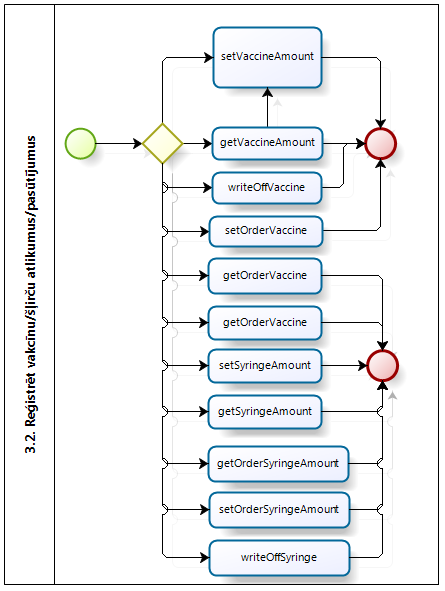 3.2. Reģistrēt vakcīnu/šļirču atlikumus/pasūtījumus
setVaccineAmount
getVaccineAmount
writeOffVaccine
setOrderVaccine
getOrderVaccine
getOrderVaccine
setSyringeAmount
getSyringeAmount
getOrderSyringeAmount
setOrderSyringeAmount
writeOffSyringe